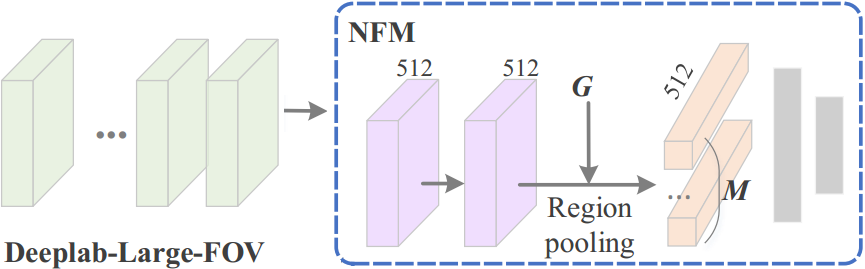 NFM
512
512
G
512
...
...
M
Region
pooling
Deeplab-Large-FOV